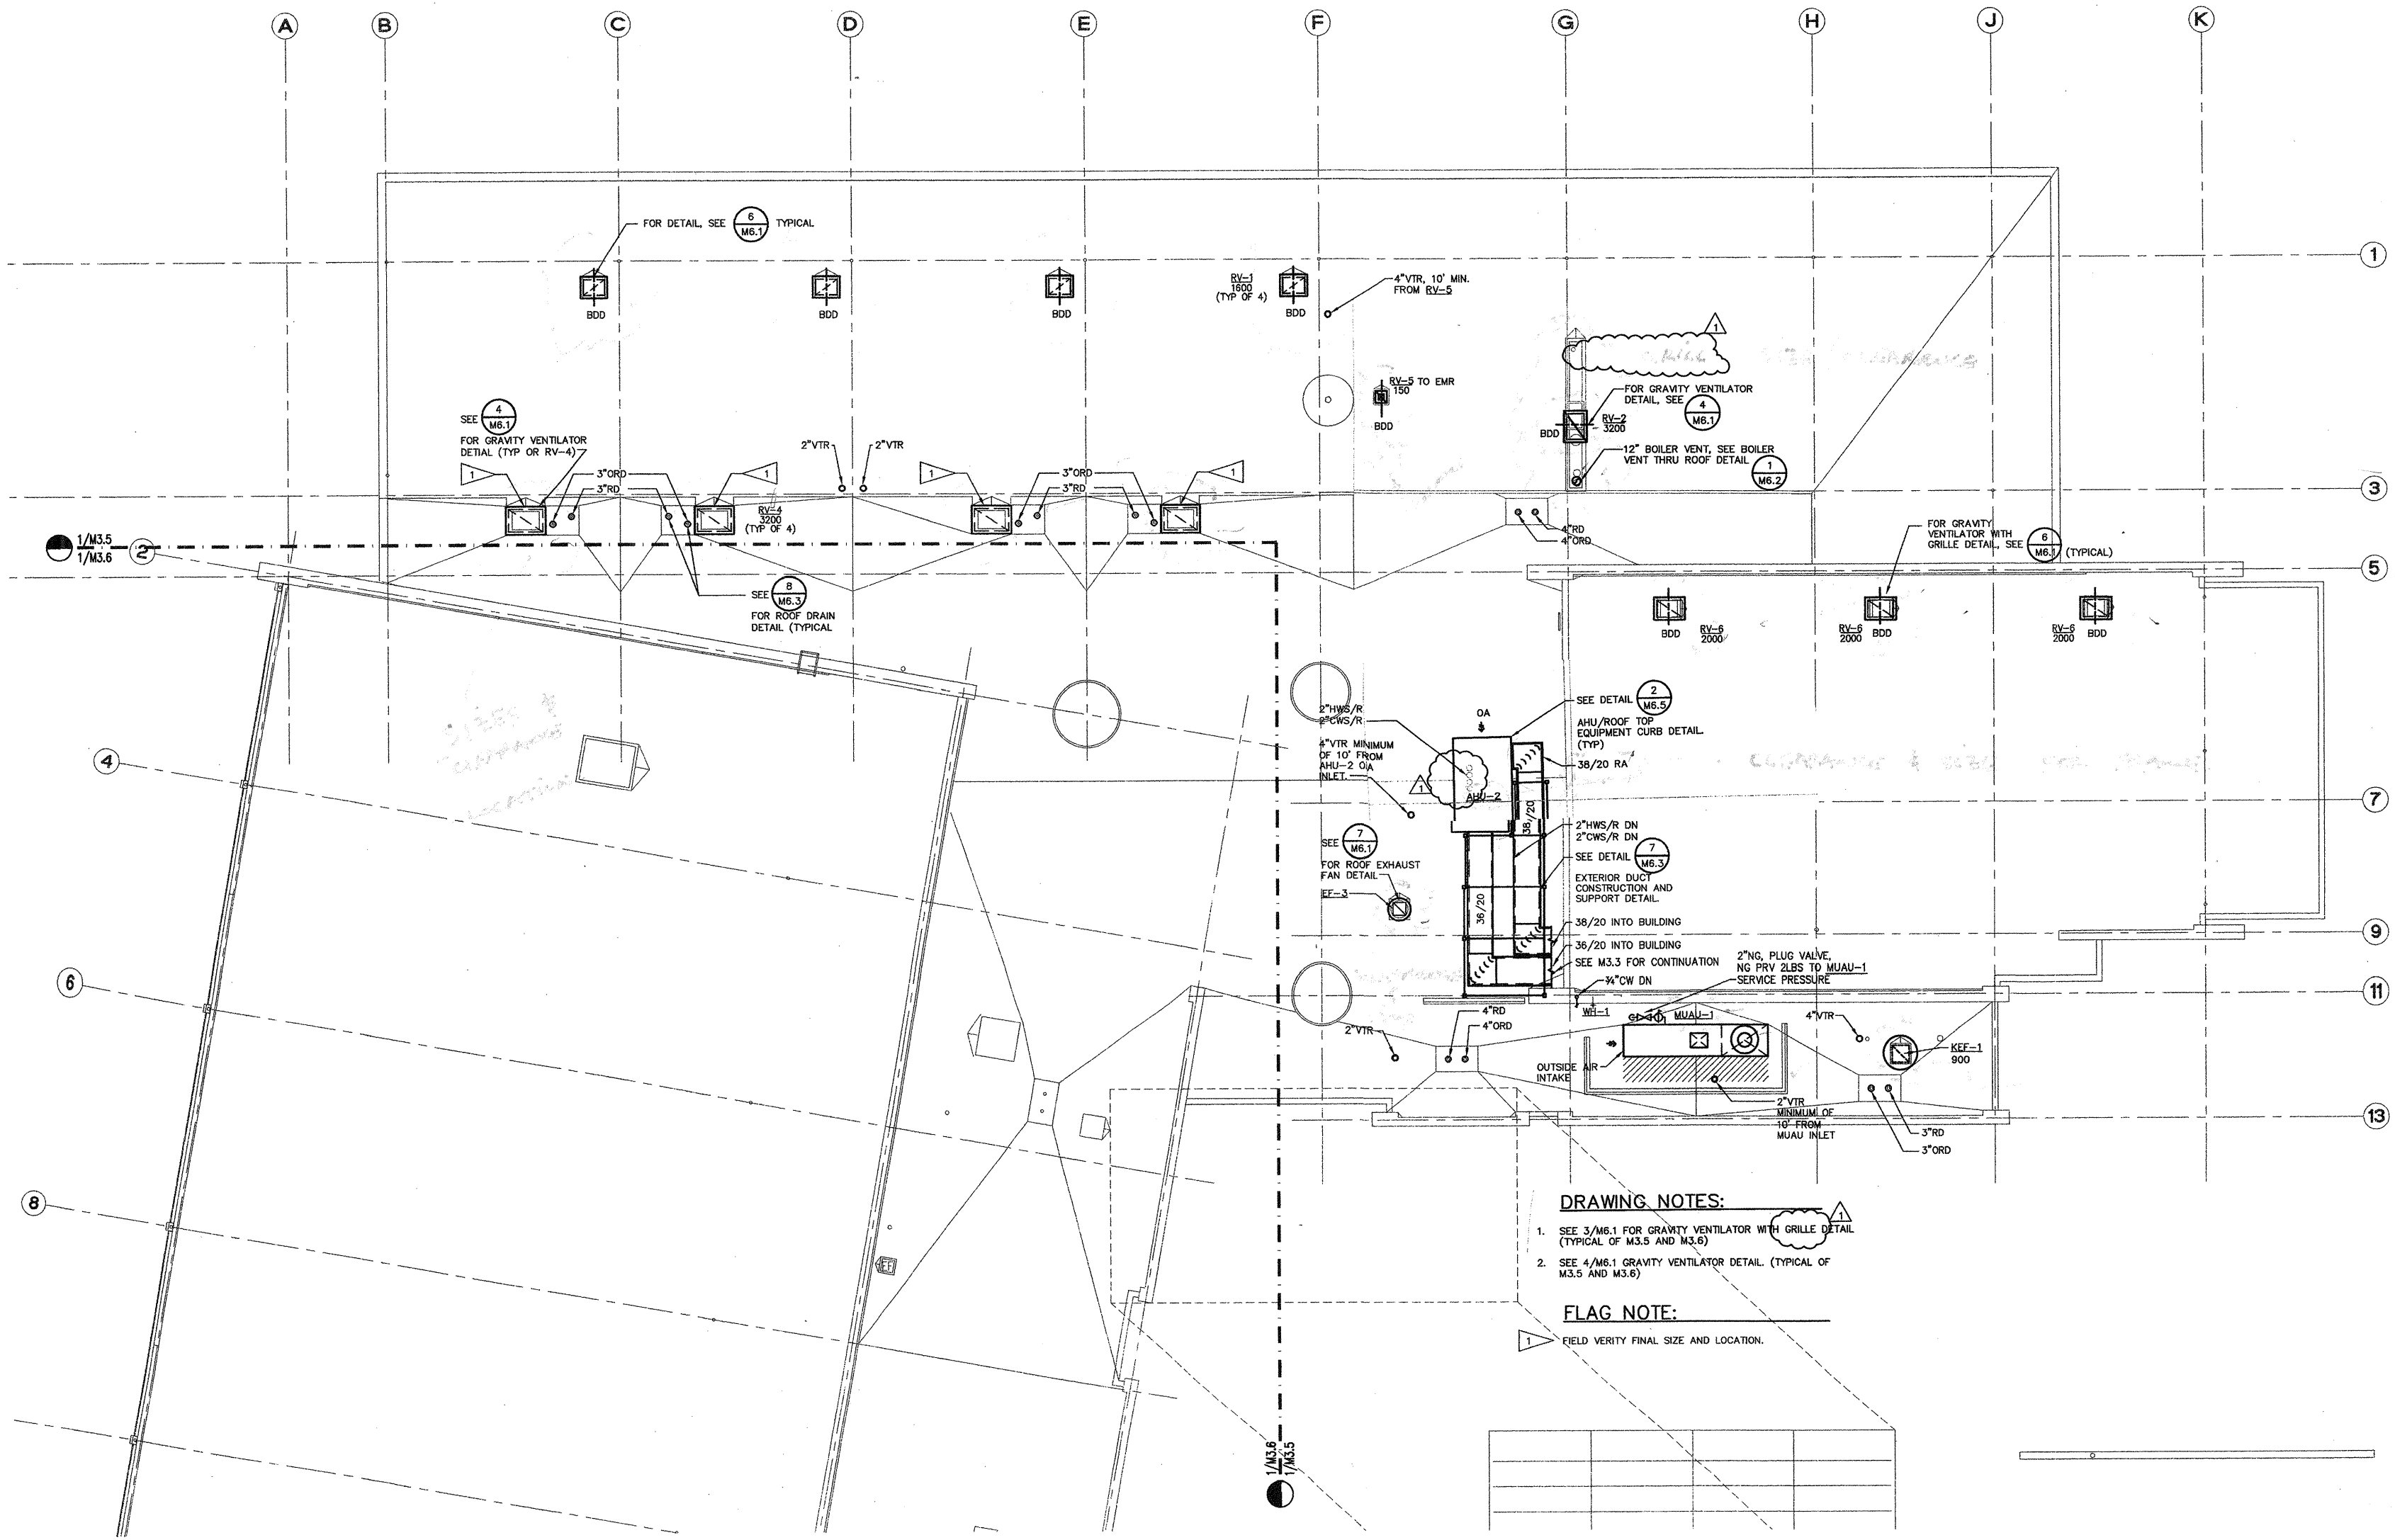 A
B
C
D
E
F
G
H
J
K
FOR DETAIL, SEE
6
M6.1
TYPICAL
1
RV-1
1600
(TYP OF 4)
BDD
BDD
BDD
BDD
4"VTR, 10' MIN.
FROM RV-5
1
RV-5 TO EMR
150
BDD
FOR GRAVITY VENTILATOR
DETAIL, SEE
4
M6.1
RV-2
3200
BDD
12" BOILER VENT, SEE BOILER
VENT THRU ROOF DETAIL
1
M6.2
SEE
4
M6.1
FOR GRAVITY VENTILATOR
DETIAL (TYP OR RV-4)
1
3"ORD
3"RD
1
2"VTR
2"VTR
RV-4
3200
(TYP OF 4)
1
3"ORD
3"RD
1
3
4"RD
4"ORD
FOR GRAVITY
VENTILATOR WITH
GRILLE DETAIL, SEE
6
M6.1
(TYPICAL)
1/M3.5
1/M3.6
2
5
SEE
8
M6.3
FOR ROOF DRAIN
DETAIL (TYPICAL
BDD
RV-6
2000
RV-6
2000
BDD
RV-6
2000
BDD
SIZES &
LOCATION
2"HWS/R
2"CWS/R
4"VTR MINIMUM
OF 10' FROM
AHU-2 OA
INLET.
OA
SEE DETAIL
2
M6.5
AHU/ROOF TOP
EQUIPMENT CURB DETAIL.
(TYP)
38/20 RA
1
AHU-2
38/20
4
7
2"HWS/R DN
2"CWS/R DN
SEE
7
M6.1
FOR ROOF EXHAUST
FAN DETAIL
EF-3
SEE DETAIL
7
M6.3
EXTERIOR DUCT
CONSTRUCTION AND
SUPPORT DETAIL.
36/20
38/20 INTO BUILDING
9
36/20 INTO BUILDING
SEE M3.3 FOR CONTINUATION
2"NG, PLUG VALVE,
NG PRV 2LBS TO MUAU-1
SERVICE PRESSURE
6
¾"CW DN
11
WH-1
MUAU-1
4"RD
4"ORD
2"VTR
4"VTR
KEF-1
900
OUTSIDE AIR
INTAKE
2"VTR
MINIMUM OF
10' FROM
MUAU INLET
3"RD
3"ORD
13
8
EF
DRAWING NOTES:
1
1. SEE 3/M6.1 FOR GRAVITY VENTILATOR WITH GRILLE DETAIL
(TYPICAL OF M3.5 AND M3.6)
2. SEE 4/M6.1 GRAVITY VENTILATOR DETAIL. (TYPICAL OF
M3.5 AND M3.6)
FLAG NOTE:
1 FIELD VERITY FINAL SIZE AND LOCATION.
1/M3.6
1/M3.5